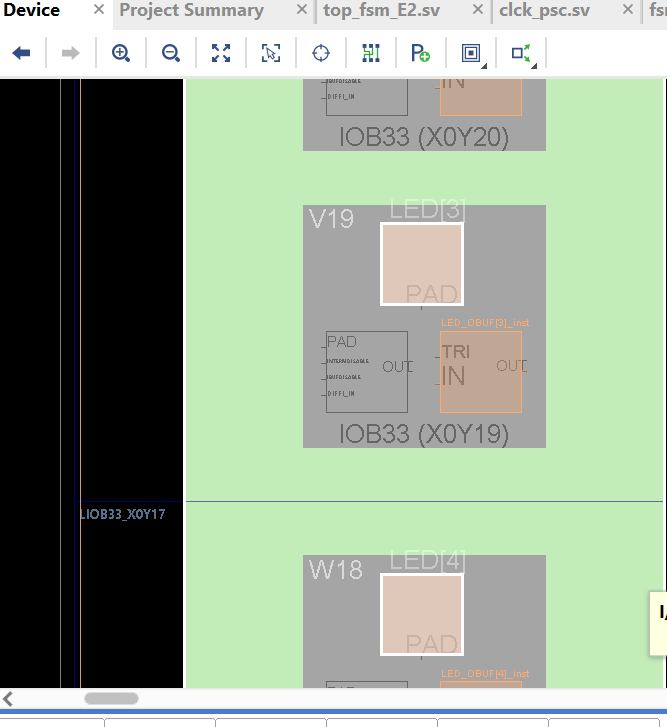 Device × Project Summary × top_fsm_E2.sv × clck_psc.sv × fsr
IBUFDISABLE
DIFFI_IN
IN
IOB33 (X0Y20)
V19
LED[3]
PAD
LED_OBUF[3]_inst
PAD
INTERMDISABLE
IBUFDISABLE
DIFFI_IN
OUT
TRI
IN
OUT
IOB33 (X0Y19)
LIOB33_X0Y17
W18
LED[4]
PAD
LED_OBUF[4]_inst